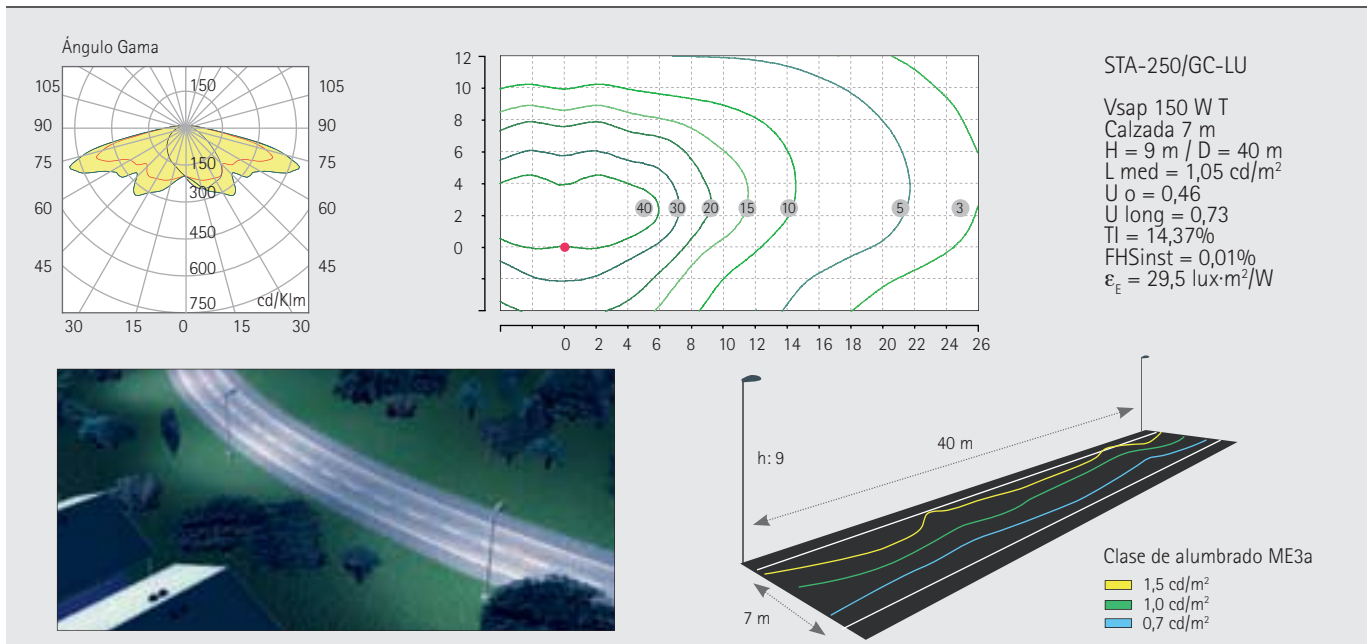 Ángulo Gama
105
90
75
60
45
150
150
300
450
600
750
cd/Klm
105
90
75
60
45
30 15 0 15 30
12
10
8
6
4
2
0
40 30 20 15 10 5 3
0 2 4 6 8 10 12 14 16 18 20 22 24 26
STA-250/GC-LU
Vsap 150 W T
Calzada 7 m
H = 9 m / D = 40 m
L med = 1,05 cd/m²
U o = 0,46
U long = 0,73
TI = 14,37%
FHSinst = 0,01%
εE = 29,5 lux·m²/W
h: 9
40 m
7 m
Clase de alumbrado ME3a
1,5 cd/m²
1,0 cd/m²
0,7 cd/m²